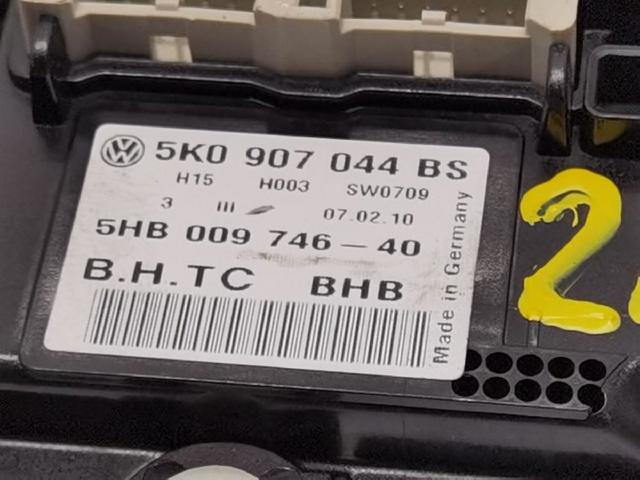 5K0 907 044 BS
H15 H003 SW0709
3 III 07.02.10
5HB 009 746-40
B.H.TC BHB
Made in Germany
2